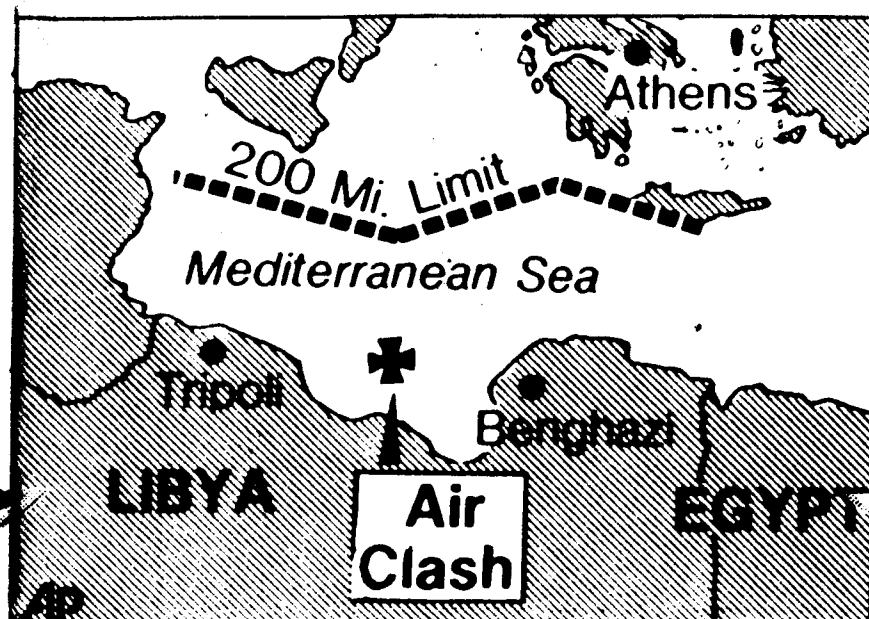 Athens
200 Mi. Limit
Mediterranean Sea
Tripoli
Benghazi
LIBYA
EGYPT
Air
Clash
AP